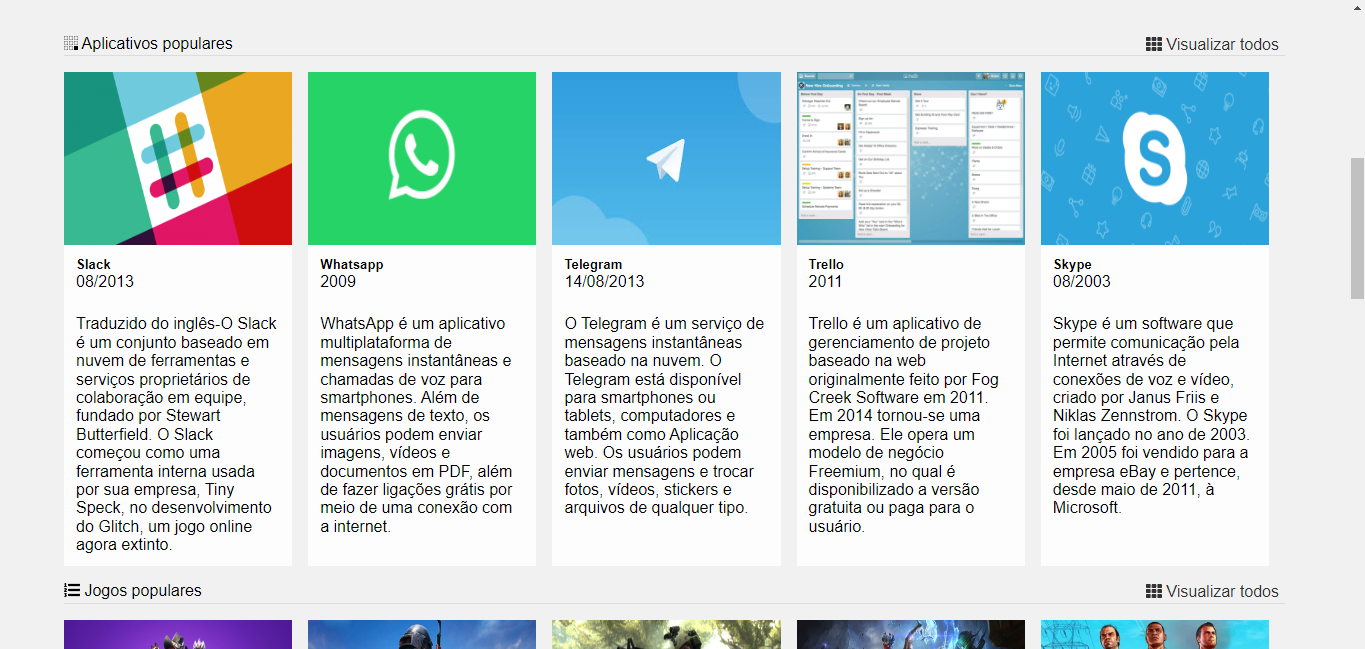 Aplicativos populares
Visualizar todos
Slack
08/2013
Traduzido do inglês-O Slack
é um conjunto baseado em
nuvem de ferramentas e
serviços proprietários de
colaboração em equipe,
fundado por Stewart
Butterfield. O Slack
começou como uma
ferramenta interna usada
por sua empresa, Tiny
Speck, no desenvolvimento
do Glitch, um jogo online
agora extinto.
Whatsapp
2009
WhatsApp é um aplicativo
multiplataforma de
mensagens instantâneas e
chamadas de voz para
smartphones. Além de
mensagens de texto, os
usuários podem enviar
imagens, vídeos e
documentos em PDF, além
de fazer ligações grátis por
meio de uma conexão com
a internet.
Telegram
14/08/2013
O Telegram é um serviço de
mensagens instantâneas
baseado na nuvem. O
Telegram está disponível
para smartphones ou
tablets, computadores e
também como Aplicação
web. Os usuários podem
enviar mensagens e trocar
fotos, vídeos, stickers e
arquivos de qualquer tipo.
Trello
2011
Trello é um aplicativo de
gerenciamento de projeto
baseado na web
originalmente feito por Fog
Creek Software em 2011.
Em 2014 tornou-se uma
empresa. Ele opera um
modelo de negócio
Freemium, no qual é
disponibilizado a versão
gratuita ou paga para o
usuário.
Skype
08/2003
Skype é um software que
permite comunicação pela
Internet através de
conexões de voz e vídeo,
criado por Janus Friis e
Niklas Zennstrom. O Skype
foi lançado no ano de 2003.
Em 2005 foi vendido para a
empresa eBay e pertence,
desde maio de 2011, à
Microsoft.
Jogos populares
Visualizar todos